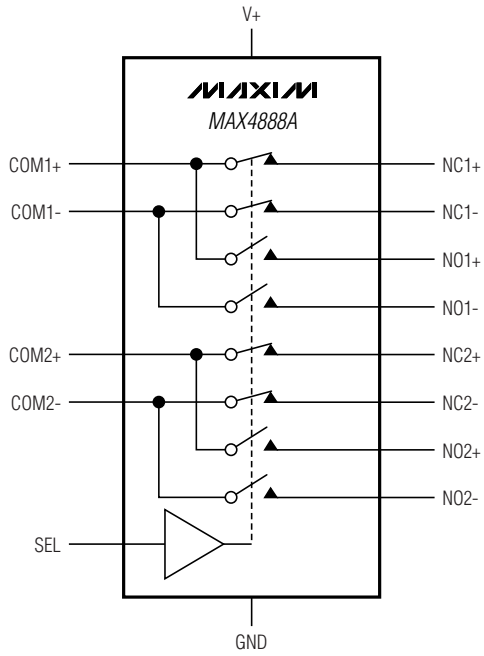 V+
MAXIM
MAX4888A
COM1+
NC1+
COM1-
NC1-
NO1+
NO1-
COM2+
NC2+
COM2-
NC2-
NO2+
NO2-
SEL
GND